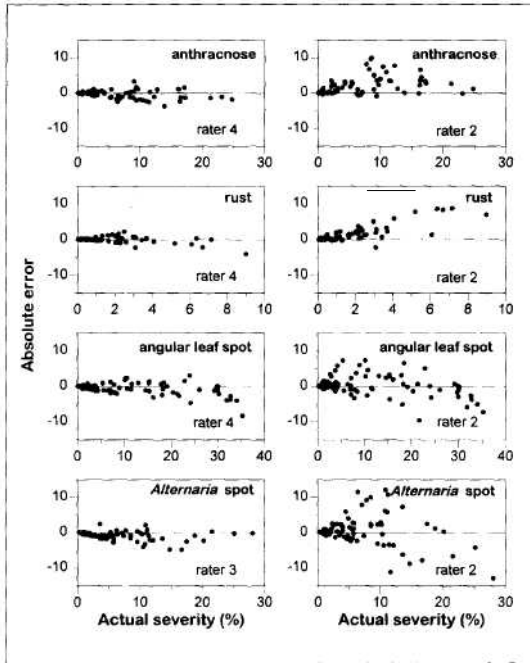 Absolute error
10
0
-10
anthracnose
rater 4
0 10 20 30
10
0
-10
anthracnose
rater 2
0 10 20 30
10
0
-10
rust
rater 4
0 2 4 6 8 10
10
0
-10
rust
rater 2
0 2 4 6 8 10
10
0
-10
angular leaf spot
rater 4
0 10 20 30 40
10
0
-10
angular leaf spot
rater 2
0 10 20 30 40
10
0
-10
Alternaria spot
rater 3
0 10 20 30
Actual severity (%)
10
0
-10
Alternaria spot
rater 2
0 10 20 30
Actual severity (%)